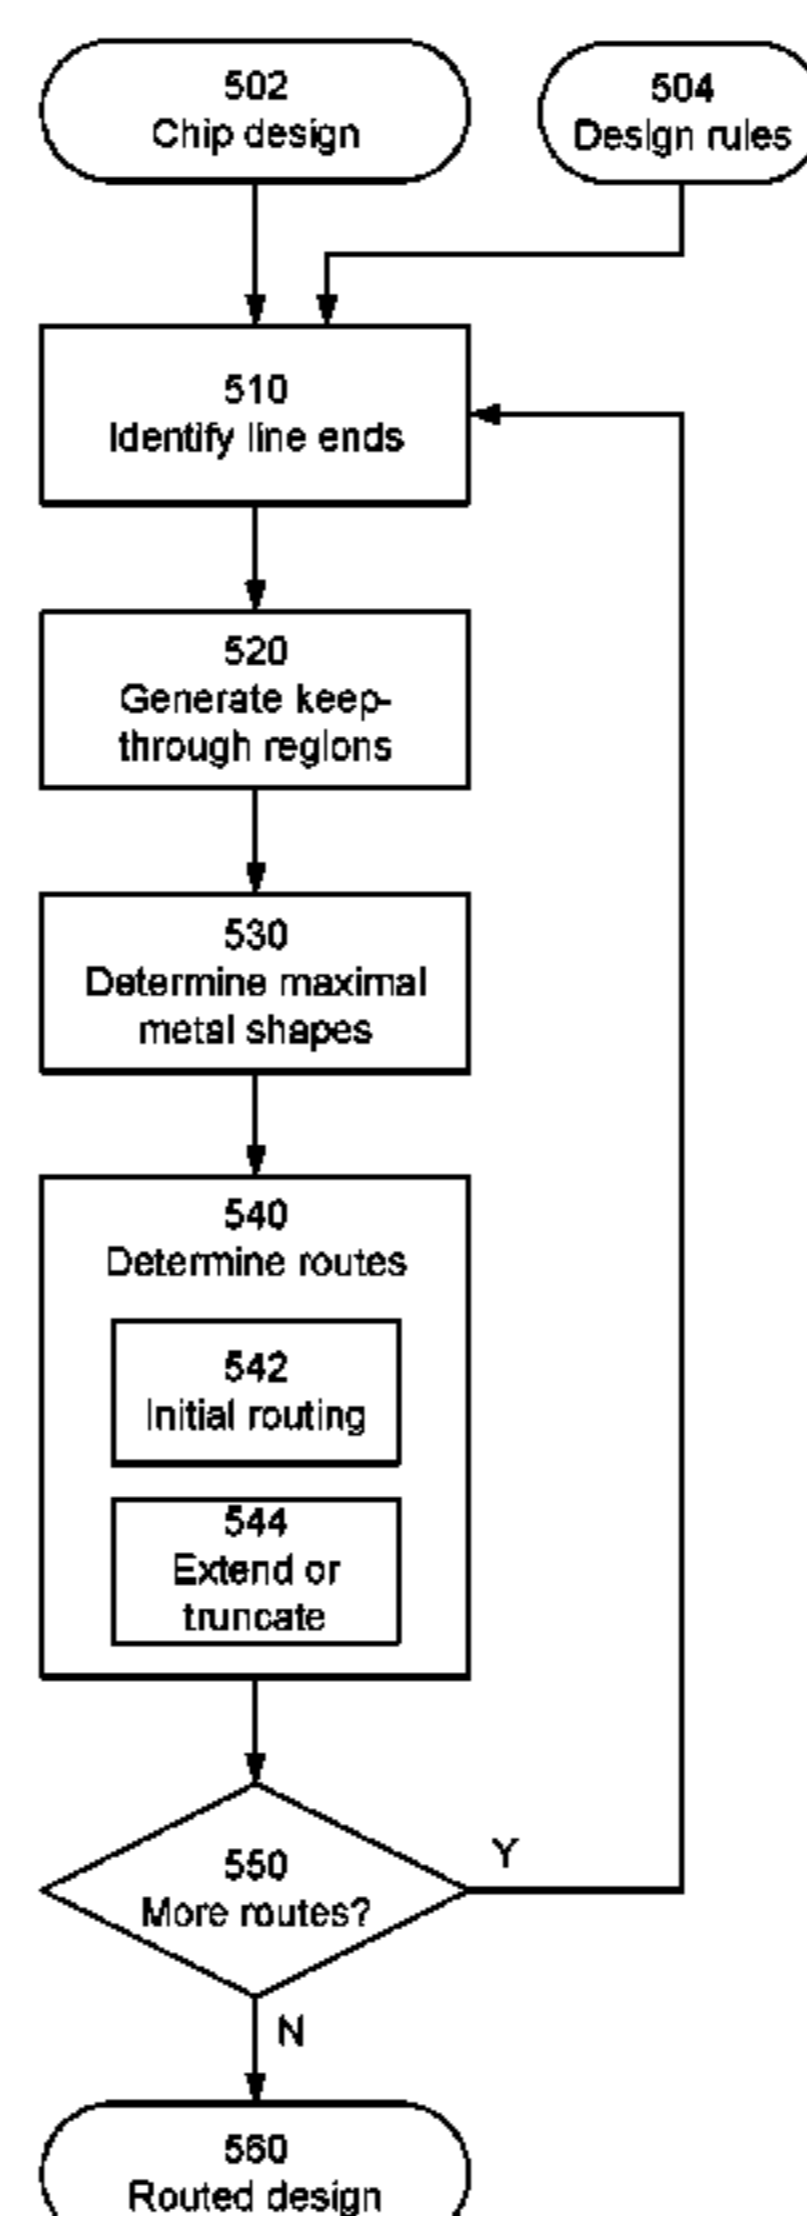 502
Chip design
504
Design rules
510
Identify line ends
520
Generate keep-
through regions
530
Determine maximal
metal shapes
540
Determine routes
542
Initial routing
544
Extend or
truncate
550
More routes?
Y
N
560
Routed design